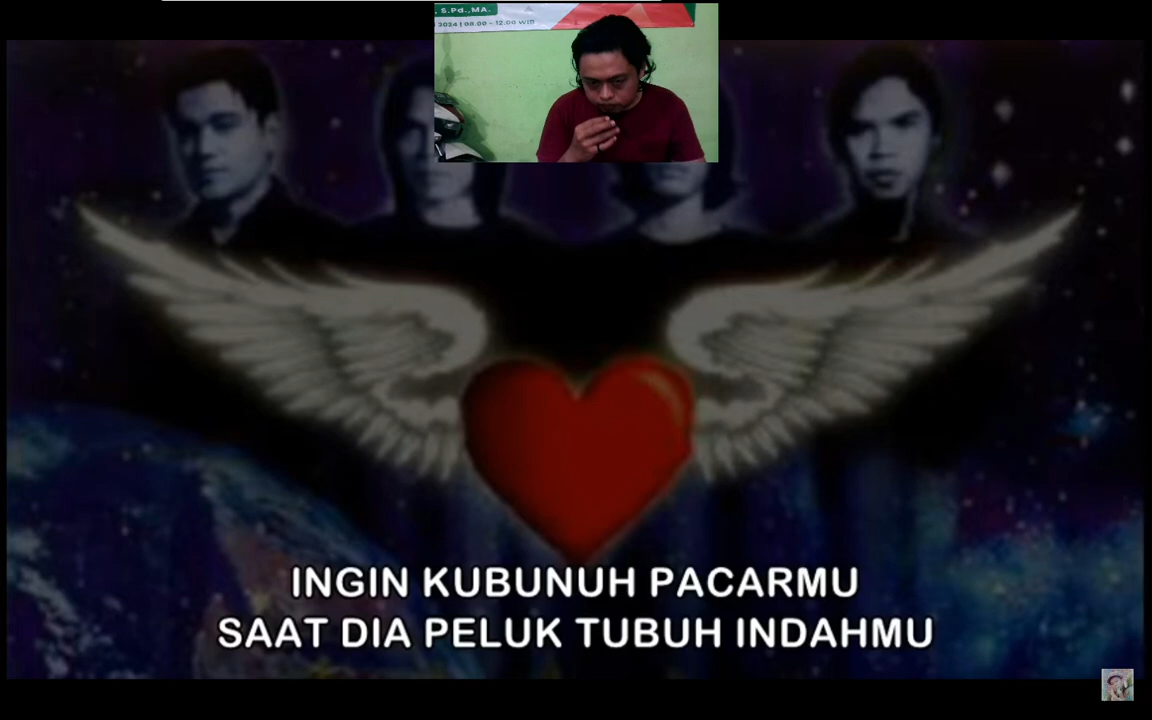 , S.Pd.,MA.
2024 | 08.00 - 12:00 WIB
INGIN KUBUNUH PACARMU
SAAT DIA PELUK TUBUH INDAHMU